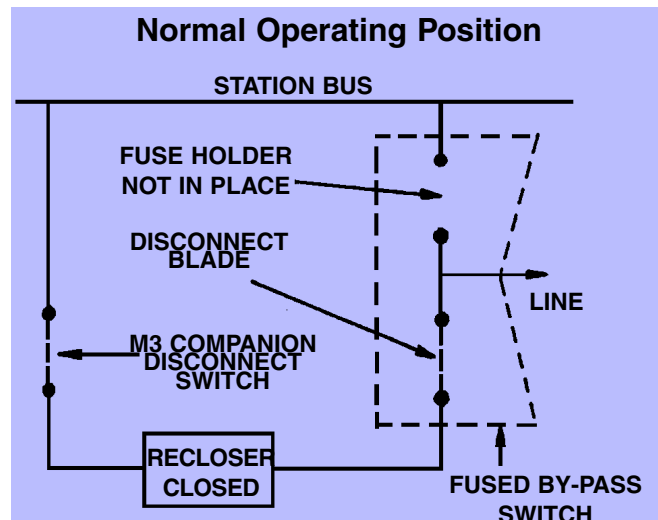 Normal Operating Position
STATION BUS
FUSE HOLDER
NOT IN PLACE
DISCONNECT
BLADE
LINE
M3 COMPANION
DISCONNECT
SWITCH
RECLOSER
CLOSED
FUSED BY-PASS
SWITCH